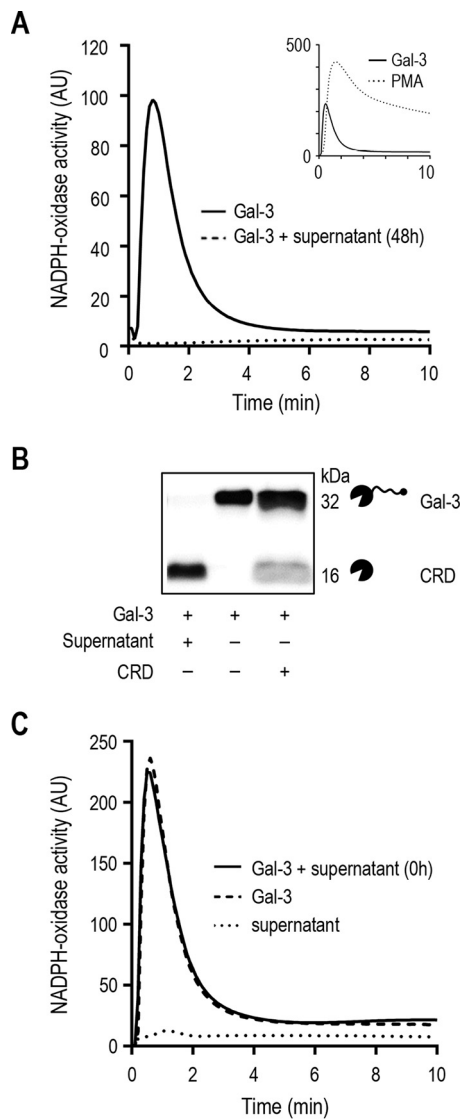 A
NADPH-oxidase activity (AU)
120
100
80
60
40
20
0
0 2 4 6 8 10
Time (min)
Gal-3
Gal-3 + supernatant (48h)
500
0
0 10
Gal-3
PMA
B
kDa
32 Gal-3
16 CRD
Gal-3 + + +
Supernatant + – –
CRD – – +
C
NADPH-oxidase activity (AU)
250
200
150
100
50
0
0 2 4 6 8 10
Time (min)
Gal-3 + supernatant (0h)
Gal-3
supernatant